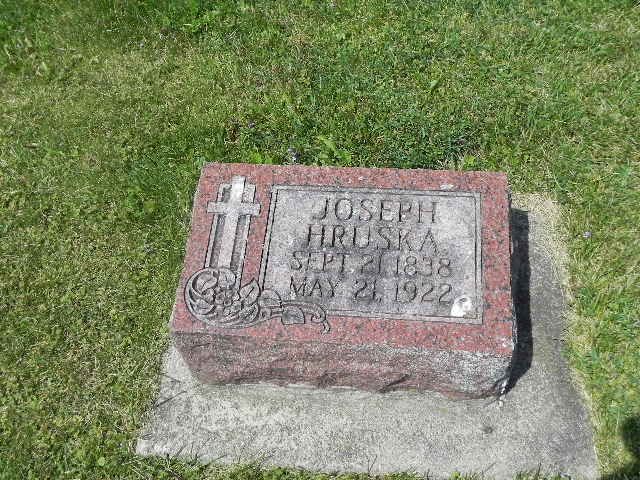 JOSEPH
HRUSKA
SEPT. 21, 1838
MAY 21, 1922